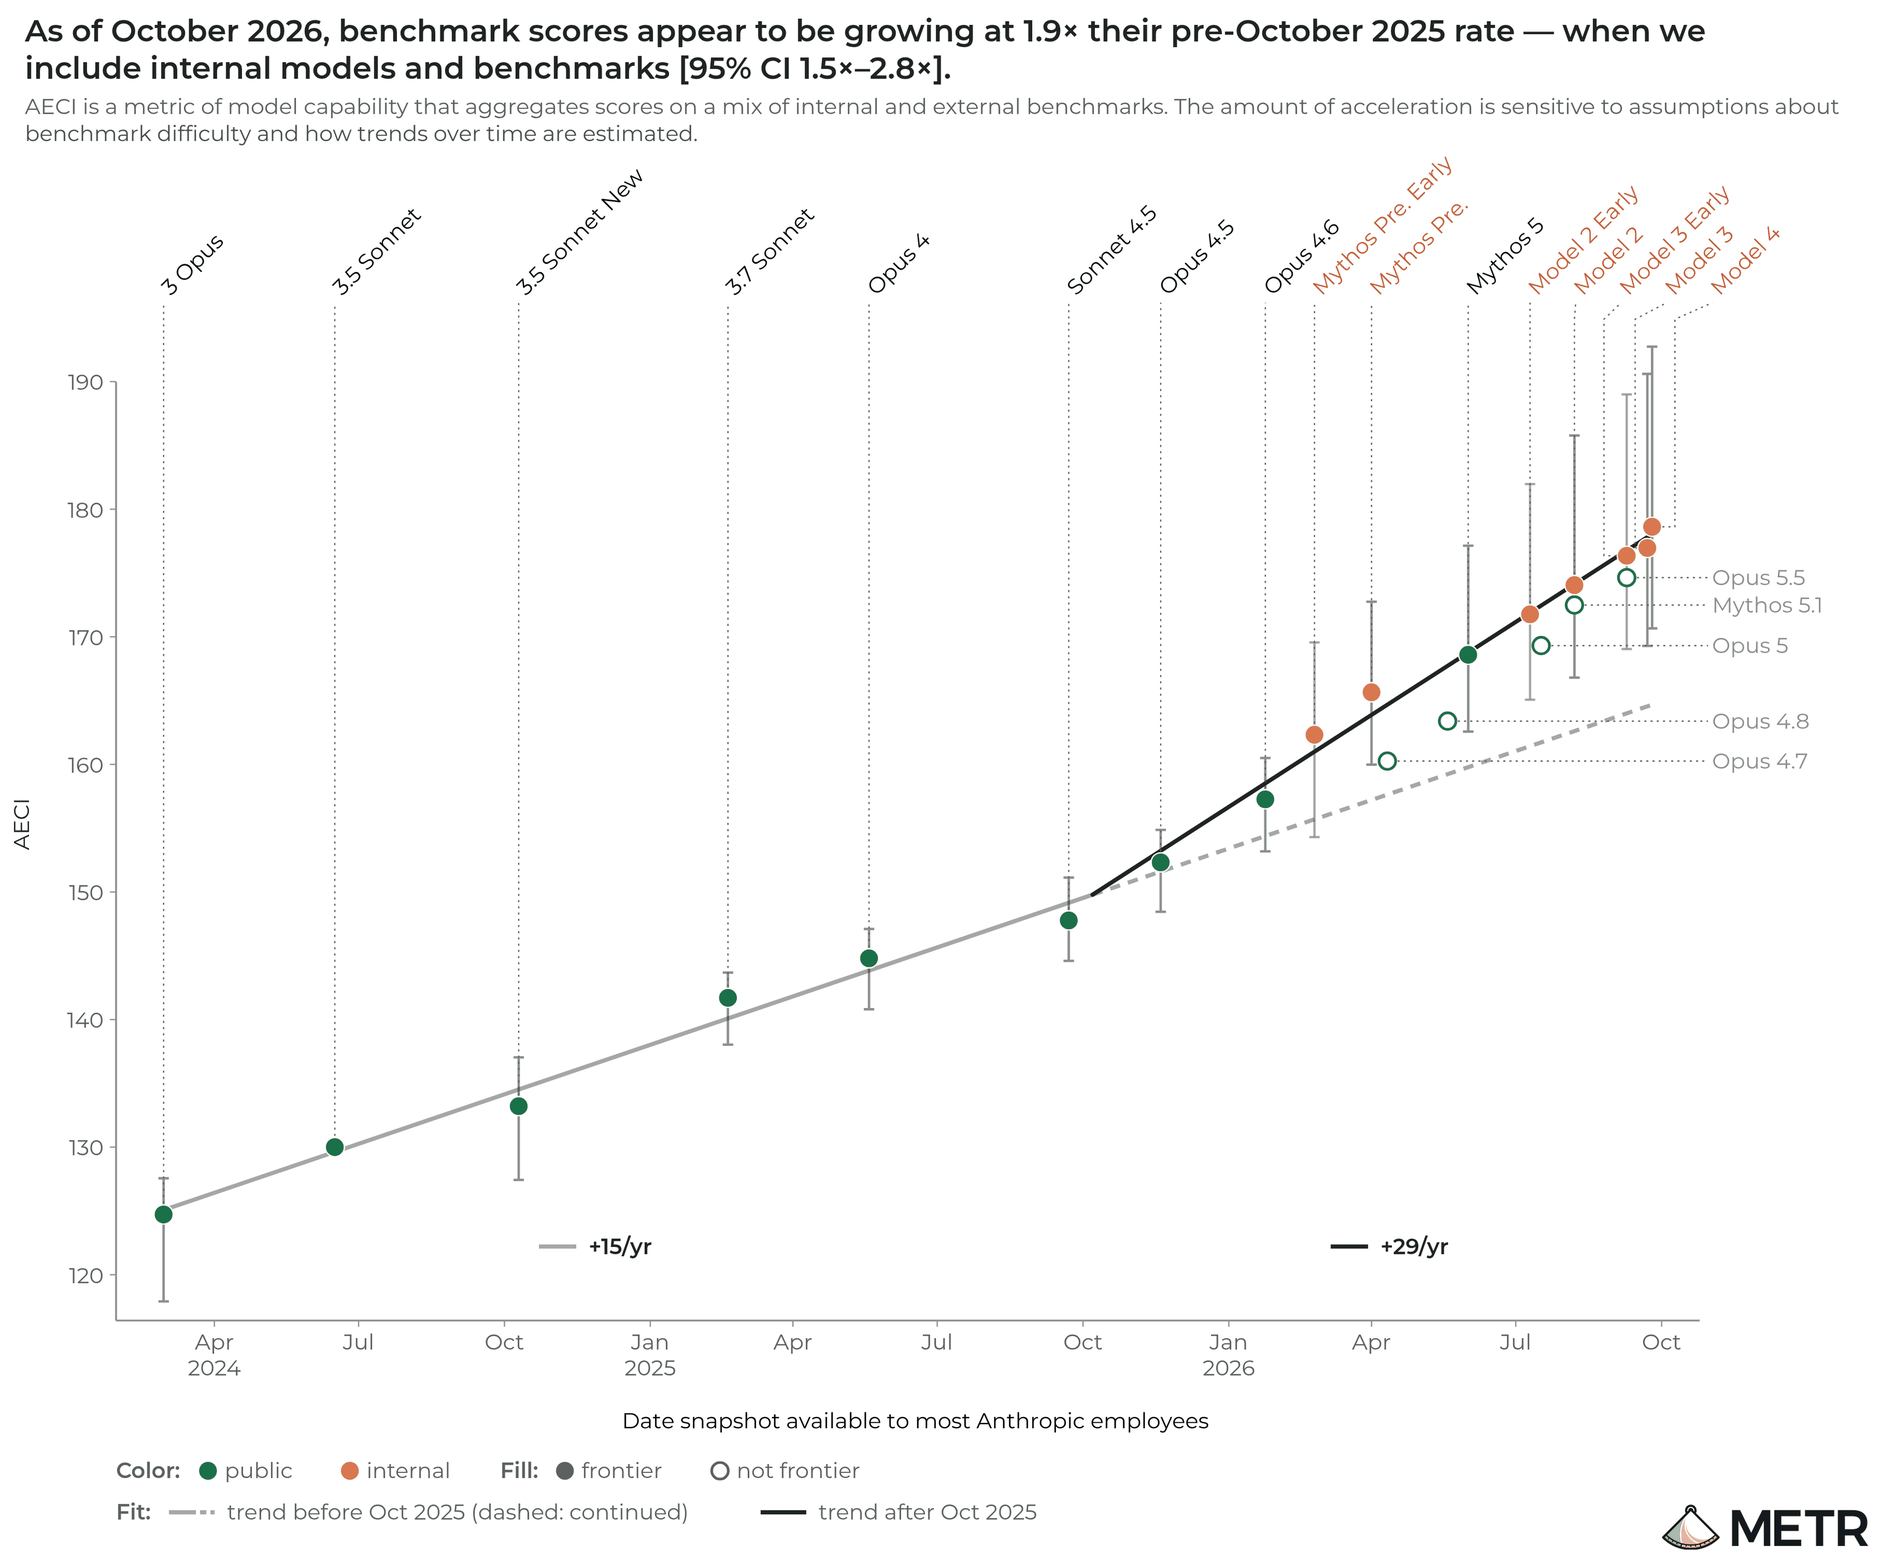 As of October 2026, benchmark scores appear to be growing at 1.9× their pre-October 2025 rate — when we
include internal models and benchmarks [95% CI 1.5×–2.8×].
AECI is a metric of model capability that aggregates scores on a mix of internal and external benchmarks. The amount of acceleration is sensitive to assumptions about
benchmark difficulty and how trends over time are estimated.
3 Opus
3.5 Sonnet
3.5 Sonnet New
3.7 Sonnet
Opus 4
Sonnet 4.5
Opus 4.5
Opus 4.6
Mythos Pre. Early
Mythos Pre.
Mythos 5
Model 2 Early
Model 2
Model 3 Early
Model 3
Model 4
190
180
170
160
150
140
130
120
AECI
Opus 5.5
Mythos 5.1
Opus 5
Opus 4.8
Opus 4.7
+15/yr
+29/yr
Apr
2024
Jul
Oct
Jan
2025
Apr
Jul
Oct
Jan
2026
Apr
Jul
Oct
Date snapshot available to most Anthropic employees
Color: public internal Fill: frontier not frontier
Fit: trend before Oct 2025 (dashed: continued) trend after Oct 2025
METR